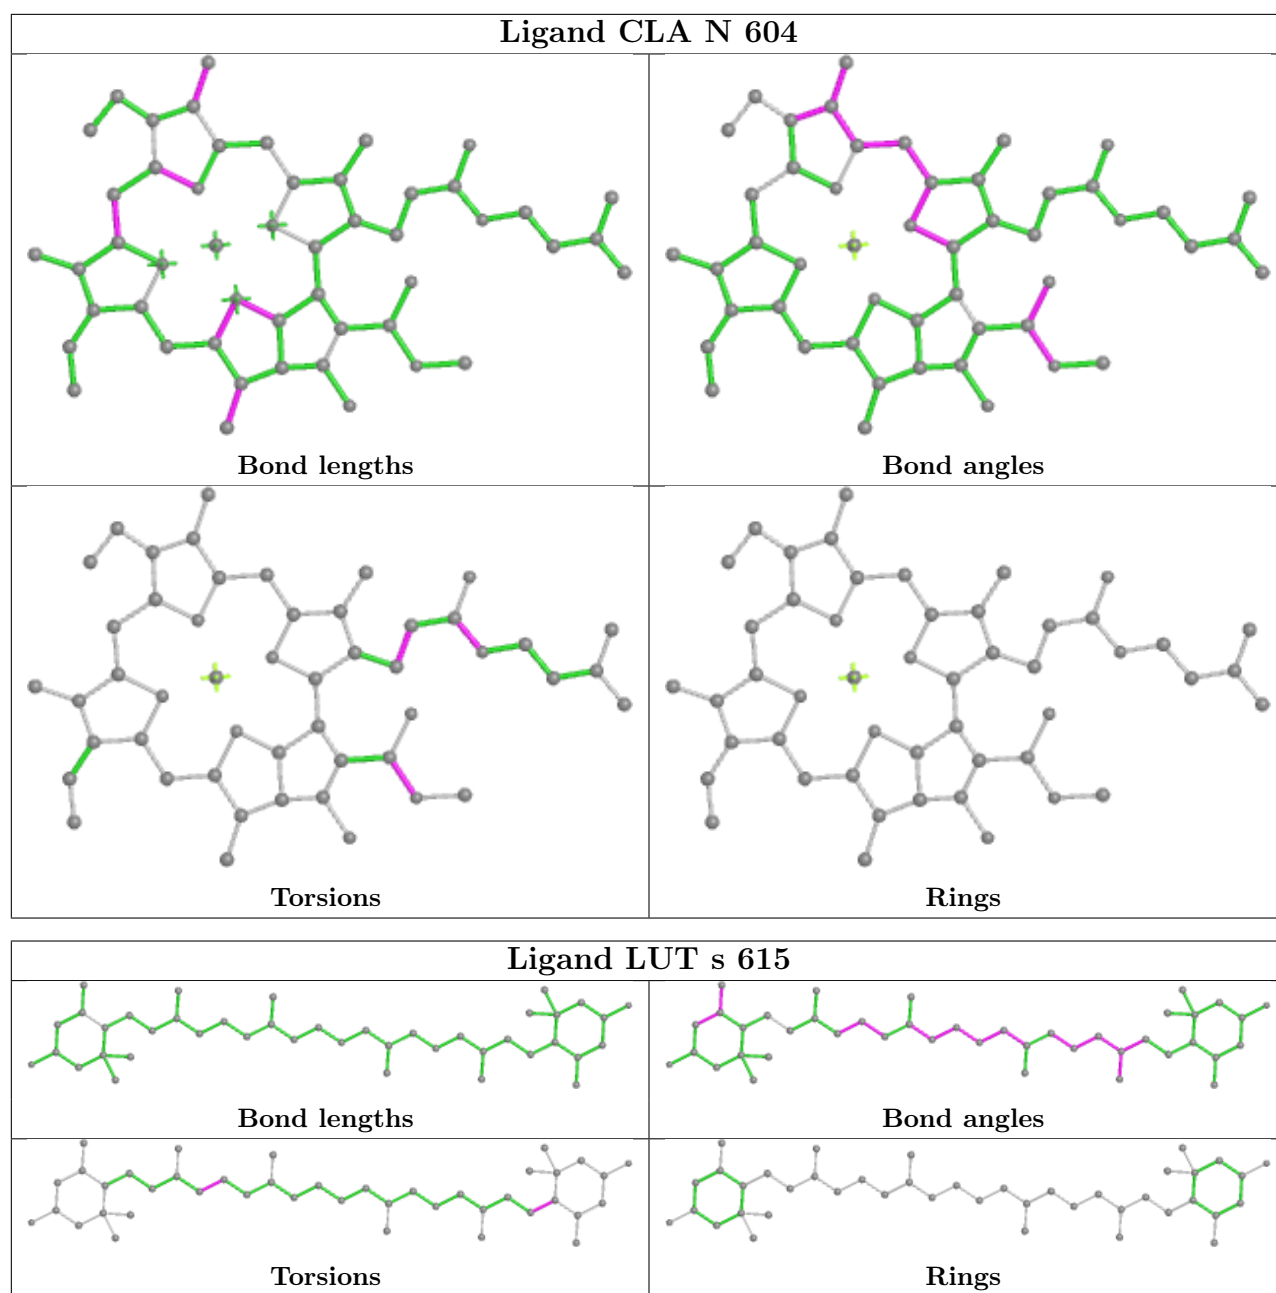 Ligand CLA N 604
Bond lengths
Bond angles
Torsions
Rings
Ligand LUT s 615
Bond lengths
Bond angles
Torsions
Rings